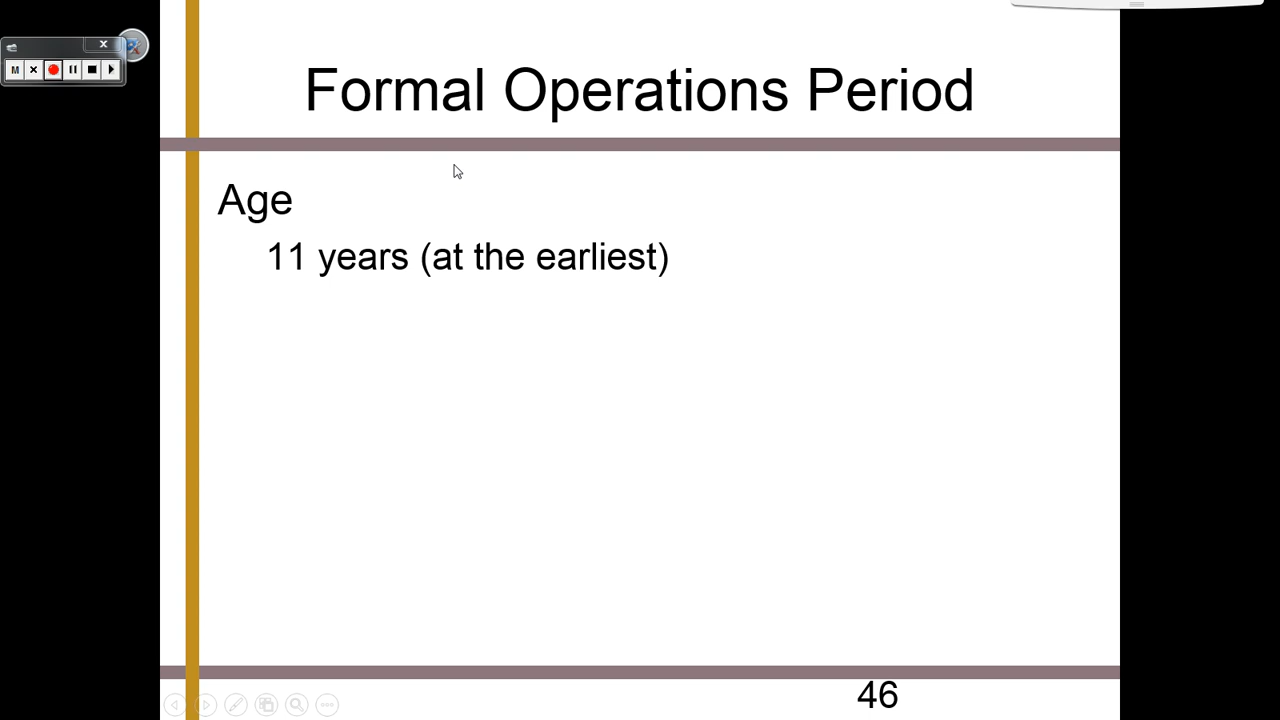 Formal Operations Period
Age
11 years (at the earliest)
46
M